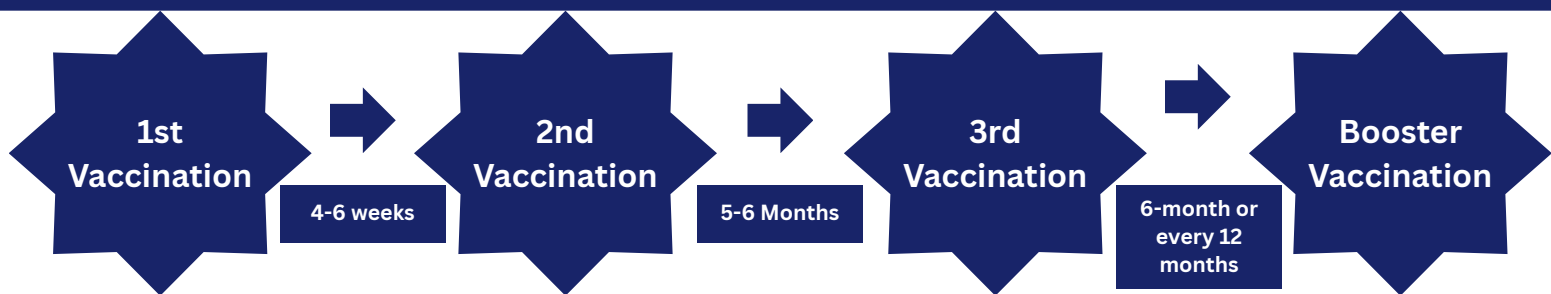 1st
Vaccination
4-6 weeks
2nd
Vaccination
5-6 Months
3rd
Vaccination
6-month or
every 12
months
Booster
Vaccination